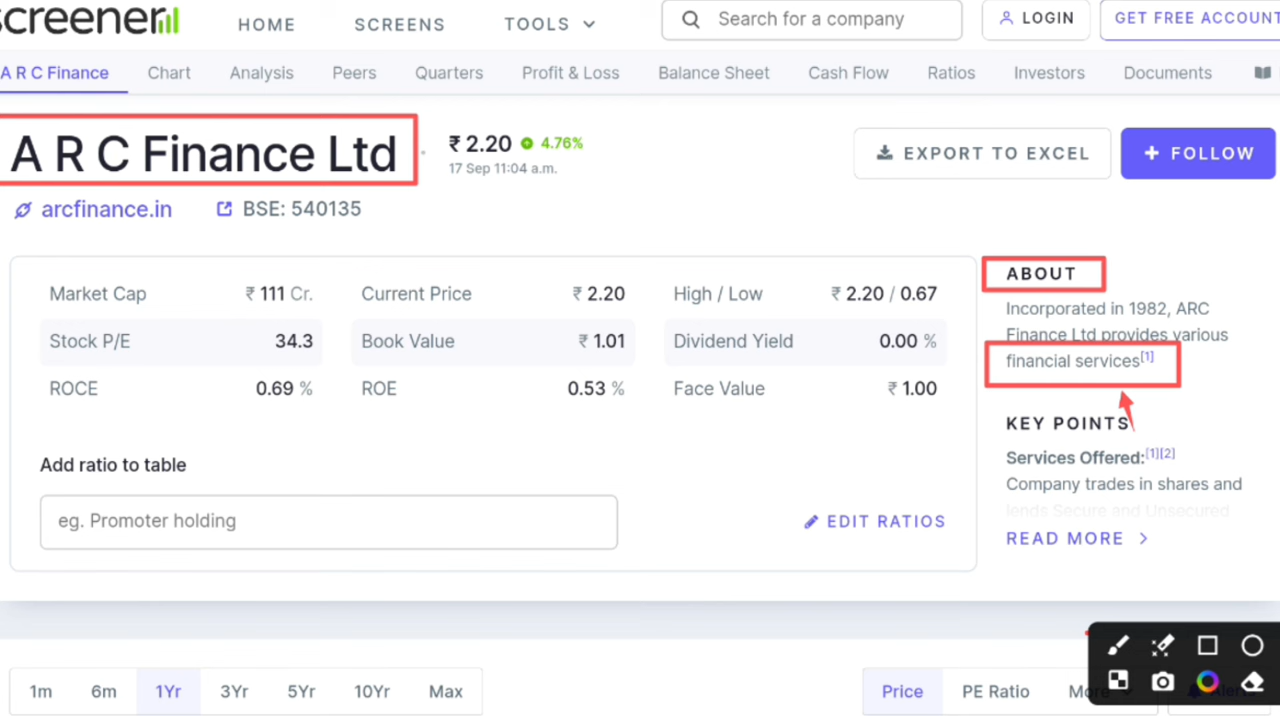 screener
HOME SCREENS TOOLS Search for a company LOGIN GET FREE ACCOUNT
A R C Finance Chart Analysis Peers Quarters Profit & Loss Balance Sheet Cash Flow Ratios Investors Documents
A R C Finance Ltd
₹ 2.20 4.76%
17 Sep 11:04 a.m.
EXPORT TO EXCEL + FOLLOW
arcfinance.in BSE: 540135
Market Cap ₹ 111 Cr. Current Price ₹ 2.20 High / Low ₹ 2.20 / 0.67
Stock P/E 34.3 Book Value ₹ 1.01 Dividend Yield 0.00 %
ROCE 0.69 % ROE 0.53 % Face Value ₹ 1.00
Add ratio to table
eg. Promoter holding
EDIT RATIOS
ABOUT
Incorporated in 1982, ARC
Finance Ltd provides various
financial services[1]
KEY POINTS
Services Offered:[1][2]
Company trades in shares and
lends Secure and Unsecured
READ MORE
1m 6m 1Yr 3Yr 5Yr 10Yr Max Price PE Ratio More Alerts